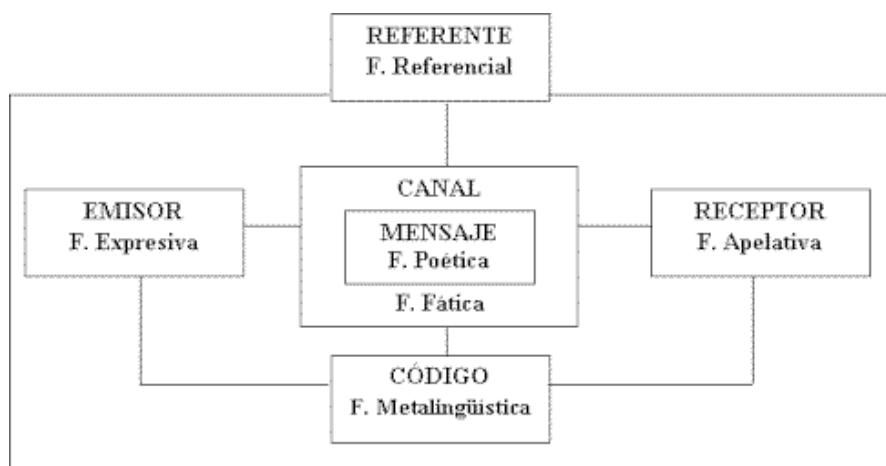 REFERENTE
F. Referencial
CANAL
EMISOR
F. Expresiva
MENSAJE
F. Poética
RECEPTOR
F. Apelativa
F. Fática
CÓDIGO
F. Metalingüística